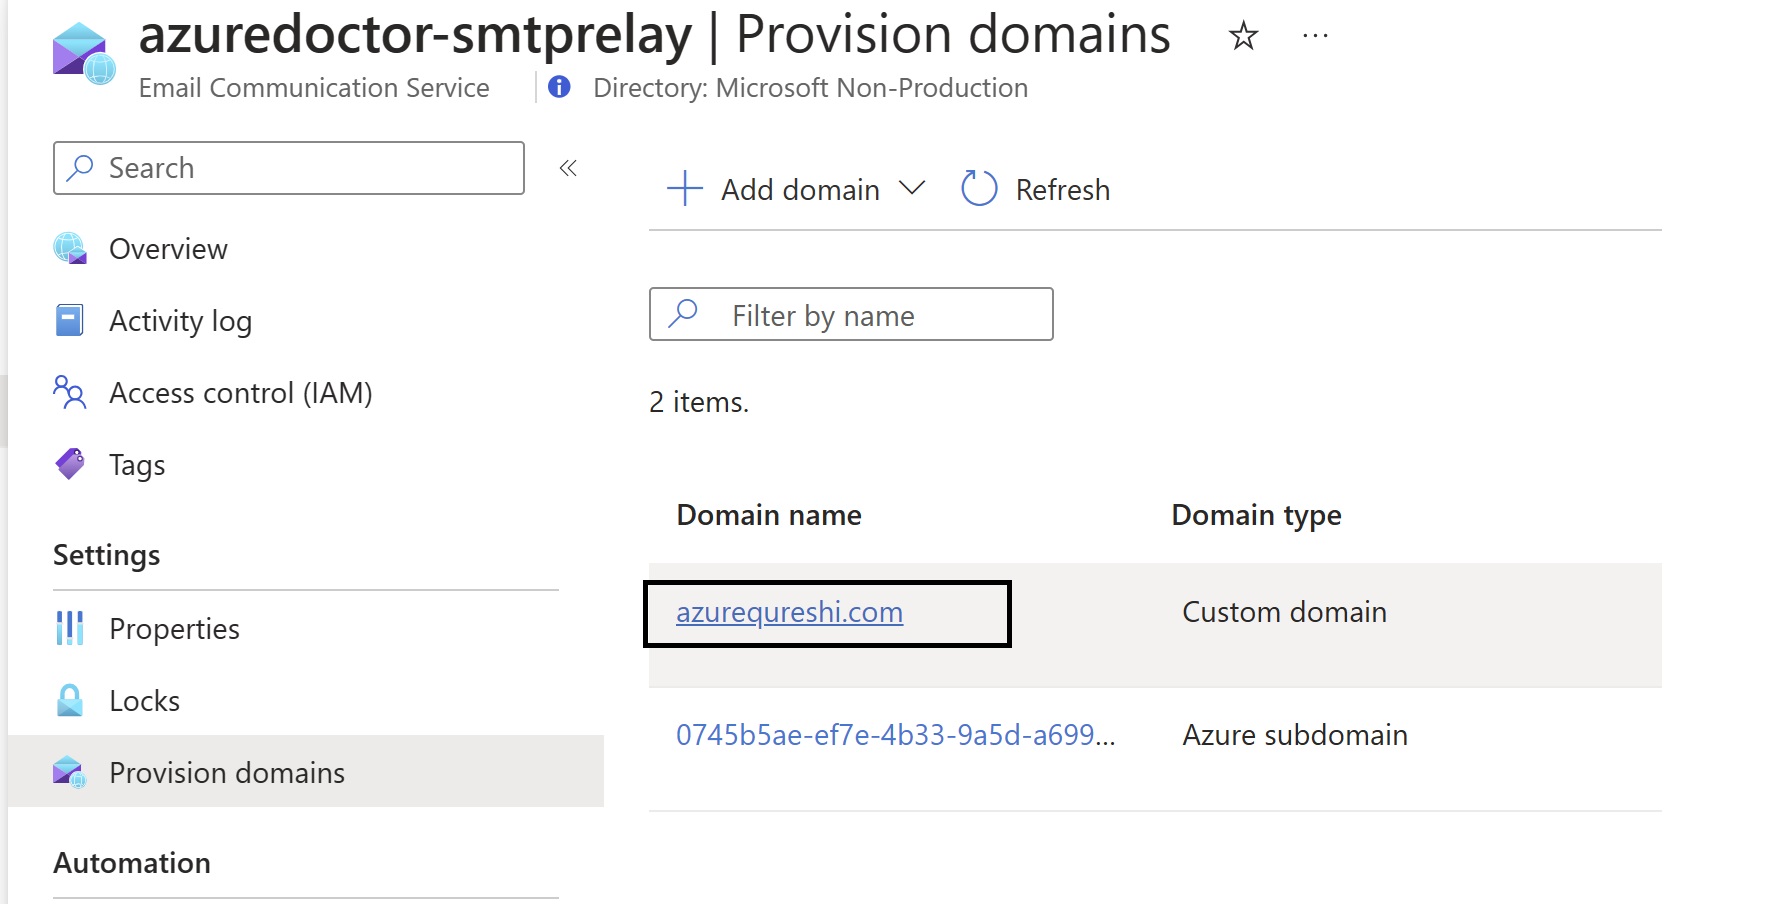 azuredoctor-smtprelay | Provision domains
Email Communication Service
Directory: Microsoft Non-Production
Search
Overview
Activity log
Access control (IAM)
Tags
Settings
Properties
Locks
Provision domains
Automation
Add domain
Refresh
Filter by name
2 items.
Domain name Domain type
azurequreshi.com Custom domain
0745b5ae-ef7e-4b33-9a5d-a699... Azure subdomain